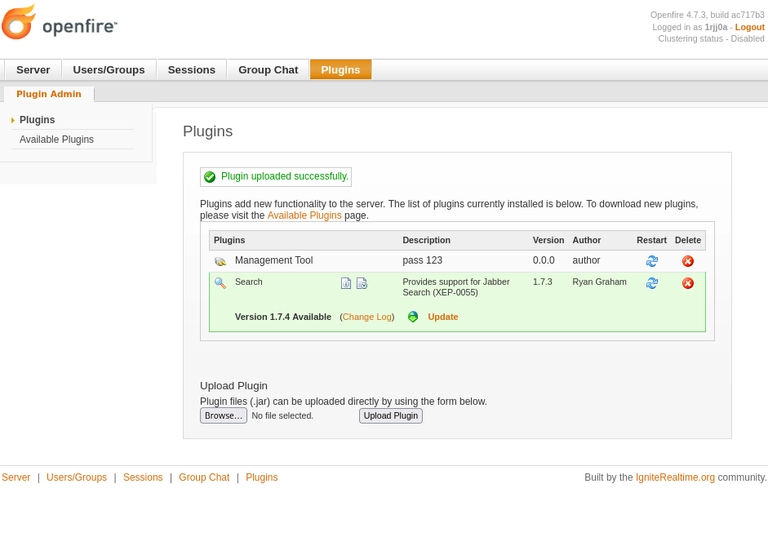 openfire™
Openfire 4.7.3, build ac717b3
Logged in as 1rjj0a - Logout
Clustering status - Disabled
Server Users/Groups Sessions Group Chat Plugins
Plugin Admin
Plugins
Available Plugins
Plugins
Plugin uploaded successfully.
Plugins add new functionality to the server. The list of plugins currently installed is below. To download new plugins,
please visit the Available Plugins page.
Plugins Description Version Author Restart Delete
Management Tool pass 123 0.0.0 author
Search Provides support for Jabber 1.7.3 Ryan Graham
Search (XEP-0055)
Version 1.7.4 Available (Change Log) Update
Upload Plugin
Plugin files (.jar) can be uploaded directly by using the form below.
Browse... No file selected. Upload Plugin
Server | Users/Groups | Sessions | Group Chat | Plugins
Built by the IgniteRealtime.org community.